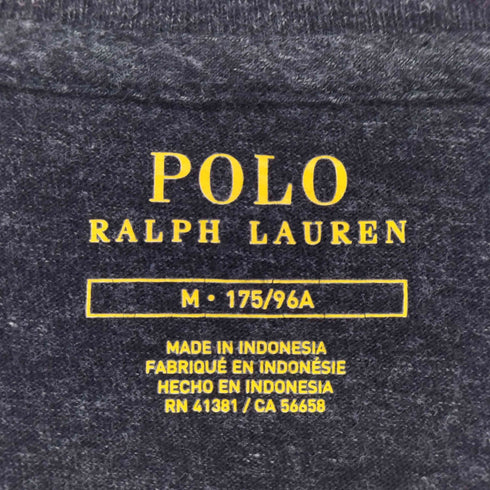 POLO
RALPH LAUREN
M • 175/96A
MADE IN INDONESIA
FABRIQUÉ EN INDONÉSIE
HECHO EN INDONESIA
RN 41381 / CA 56658